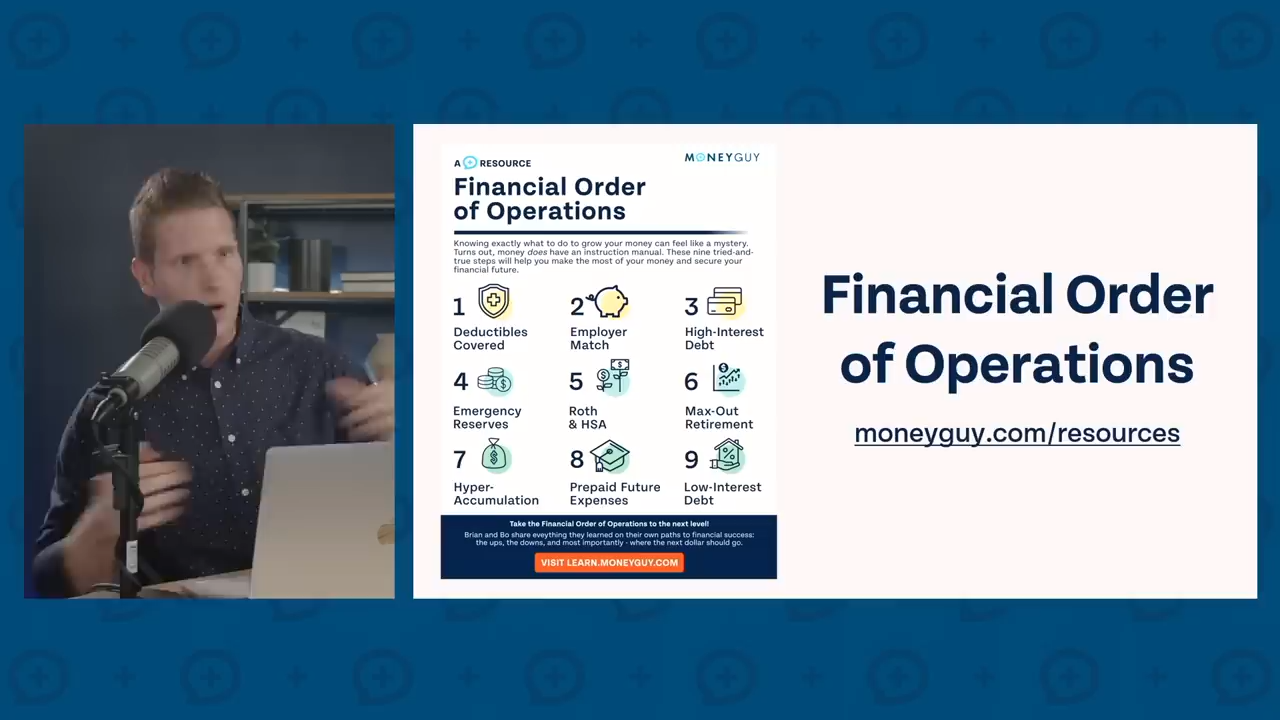 A RESOURCE
MONEYGUY
Financial Order
of Operations
Knowing exactly what to do to grow your money can feel like a mystery.
Turns out, money does have an instruction manual. These nine tried-and-
true steps will help you make the most of your money and secure your
financial future.
1
Deductibles
Covered
2
Employer
Match
3
High-Interest
Debt
4
Emergency
Reserves
5
Roth
& HSA
6
Max-Out
Retirement
7
Hyper-
Accumulation
8
Prepaid Future
Expenses
9
Low-Interest
Debt
Take the Financial Order of Operations to the next level!
Brian and Bo share eveything they learned on their own paths to financial success:
the ups, the downs, and most importantly - where the next dollar should go.
VISIT LEARN.MONEYGUY.COM
Financial Order
of Operations
moneyguy.com/resources